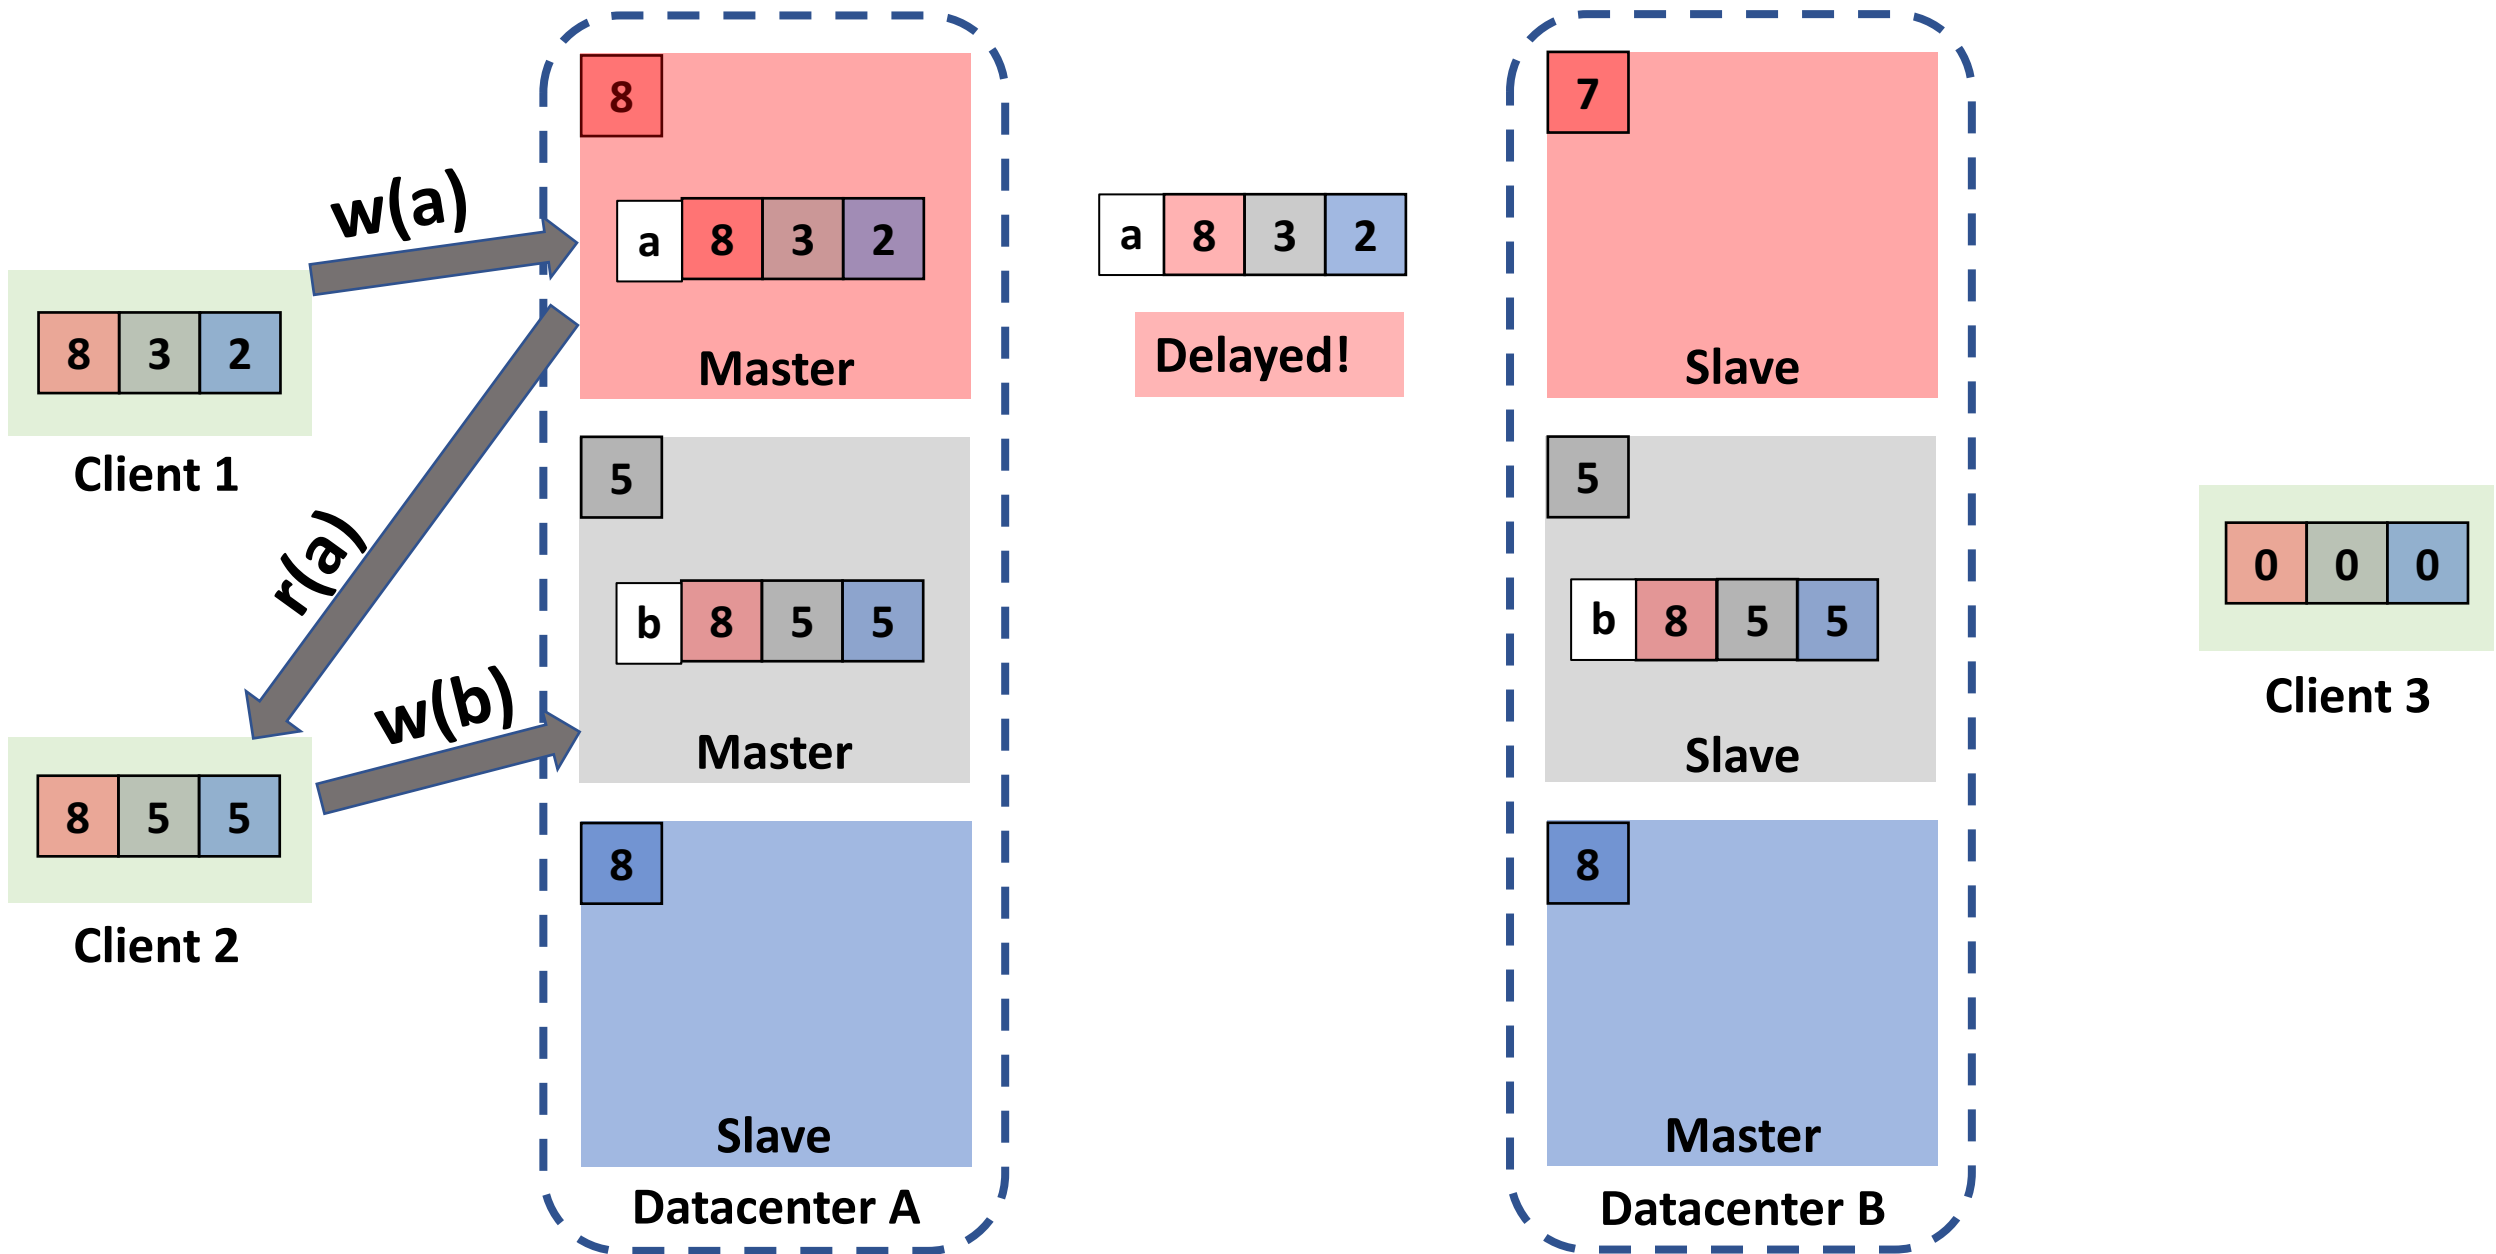 8
7
w(a)
a 8 3 2
a 8 3 2
8 3 2
Master
Delayed!
Slave
Client 1
5
5
r(a)
0 0 0
b 8 5 5
b 8 5 5
w(b)
Client 3
Master
Slave
8 5 5
8
8
Client 2
Slave
Master
Datacenter A
Datacenter B